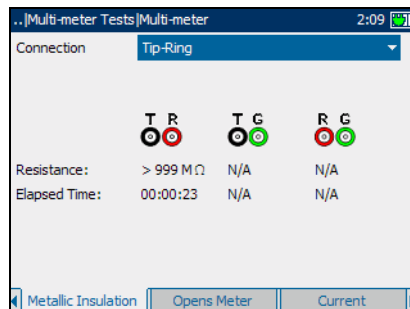 ..|Multi-meter Tests|Multi-meter 2:09
Connection Tip-Ring
T R T G R G
Resistance: > 999 MΩ N/A N/A
Elapsed Time: 00:00:23 N/A N/A
Metallic Insulation Opens Meter Current